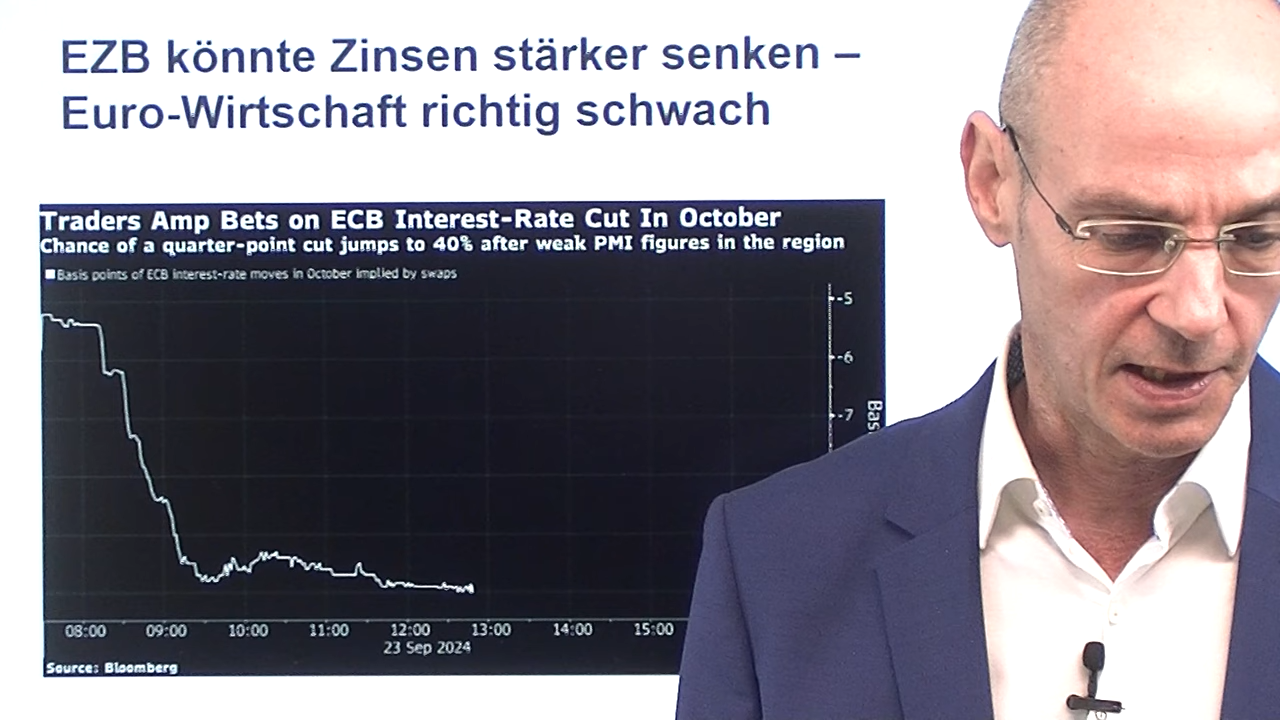 EZB könnte Zinsen stärker senken –
Euro-Wirtschaft richtig schwach
Traders Amp Bets on ECB Interest-Rate Cut In October
Chance of a quarter-point cut jumps to 40% after weak PMI figures in the region
Basis points of ECB interest-rate moves in October implied by swaps
-5
-6
-7
08:00 09:00 10:00 11:00 12:00 13:00 14:00 15:00
23 Sep 2024
Source: Bloomberg